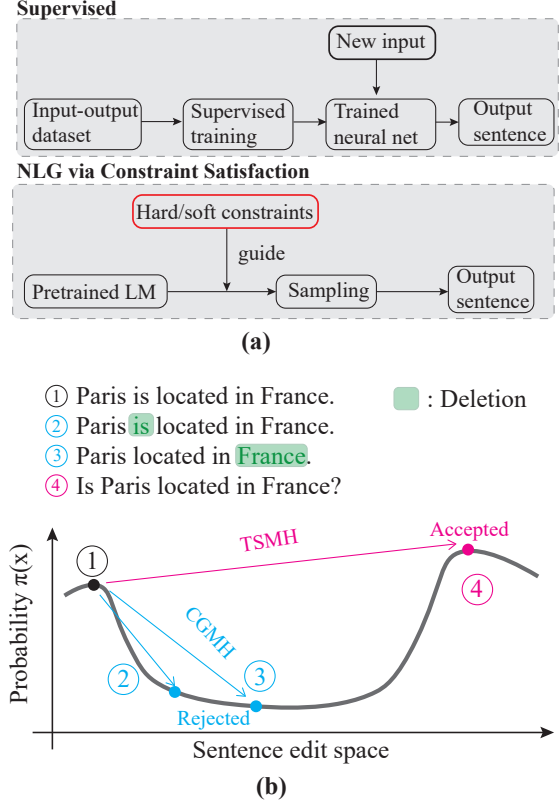 Supervised
New input
Input-output dataset
Supervised training
Trained neural net
Output sentence
NLG via Constraint Satisfaction
Hard/soft constraints
guide
Pretrained LM
Sampling
Output sentence
(a)
① Paris is located in France.
: Deletion
② Paris is located in France.
③ Paris located in France.
④ Is Paris located in France?
Probability π(x)
Accepted
TSMH
①
④
CGMH
②
③
Rejected
Sentence edit space
(b)